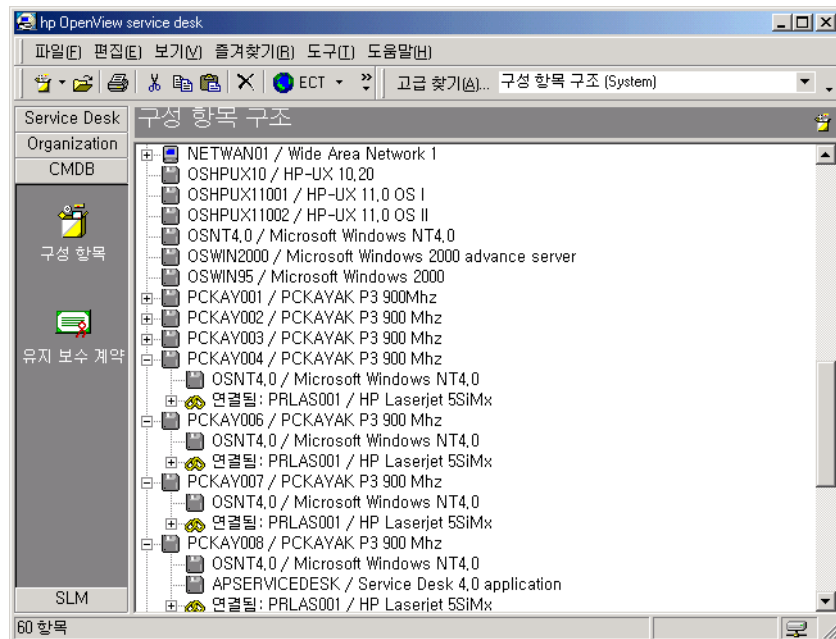 hp OpenView service desk
파일(F) 편집(E) 보기(V) 즐겨찾기(R) 도구(T) 도움말(H)
ECT 고급 찾기(A)... 구성 항목 구조 (System)
Service Desk
Organization
CMDB
구성 항목
유지 보수 계약
SLM
구성 항목 구조
NETWAN01 / Wide Area Network 1
OSHPUX10 / HP-UX 10,20
OSHPUX11001 / HP-UX 11,0 OS I
OSHPUX11002 / HP-UX 11,0 OS II
OSNT4,0 / Microsoft Windows NT4,0
OSWIN2000 / Microsoft Windows 2000 advance server
OSWIN95 / Microsoft Windows 2000
PCKAY001 / PCKAYAK P3 900Mhz
PCKAY002 / PCKAYAK P3 900 Mhz
PCKAY003 / PCKAYAK P3 900 Mhz
PCKAY004 / PCKAYAK P3 900 Mhz
OSNT4,0 / Microsoft Windows NT4,0
연결됨: PRLAS001 / HP Laserjet 5SiMx
PCKAY006 / PCKAYAK P3 900 Mhz
OSNT4,0 / Microsoft Windows NT4,0
연결됨: PRLAS001 / HP Laserjet 5SiMx
PCKAY007 / PCKAYAK P3 900 Mhz
OSNT4,0 / Microsoft Windows NT4,0
연결됨: PRLAS001 / HP Laserjet 5SiMx
PCKAY008 / PCKAYAK P3 900 Mhz
OSNT4,0 / Microsoft Windows NT4,0
APSERVICEDESK / Service Desk 4,0 application
연결됨: PRLAS001 / HP Laserjet 5SiMx
60 항목